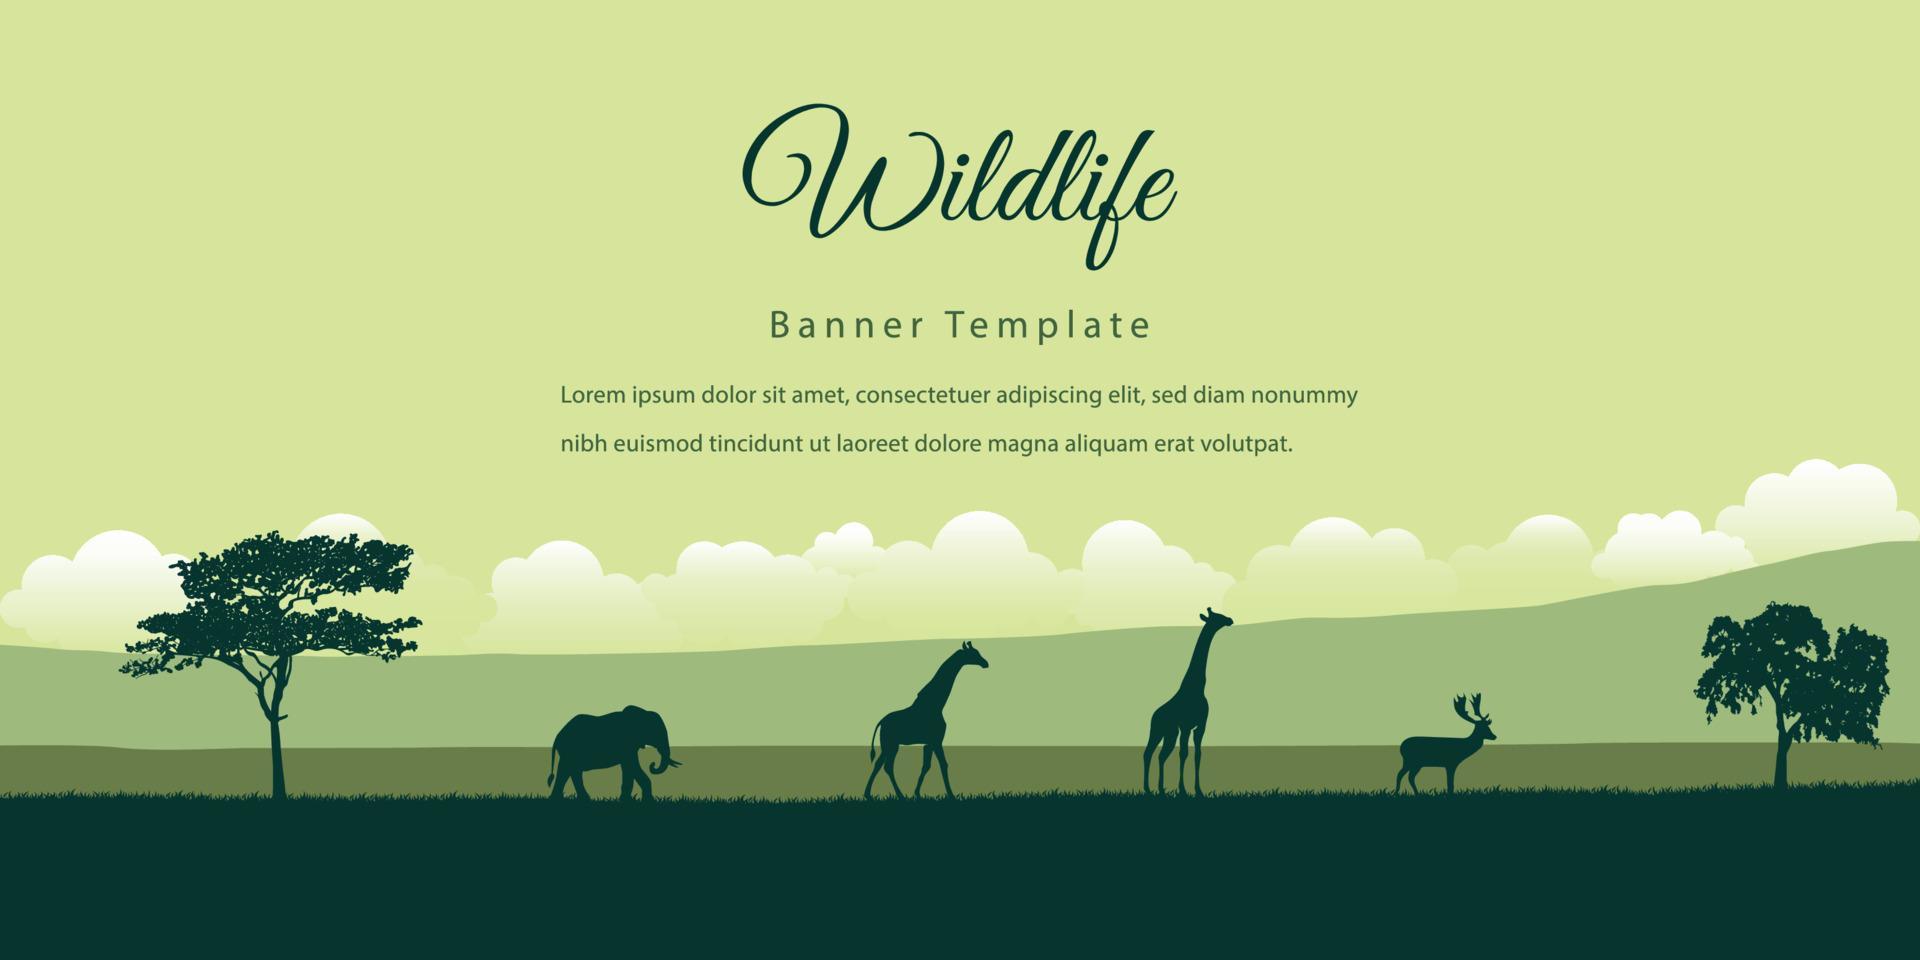 Wildlife
Banner Template
Lorem ipsum dolor sit amet, consectetuer adipiscing elit, sed diam nonummy
nibh euismod tincidunt ut laoreet dolore magna aliquam erat volutpat.